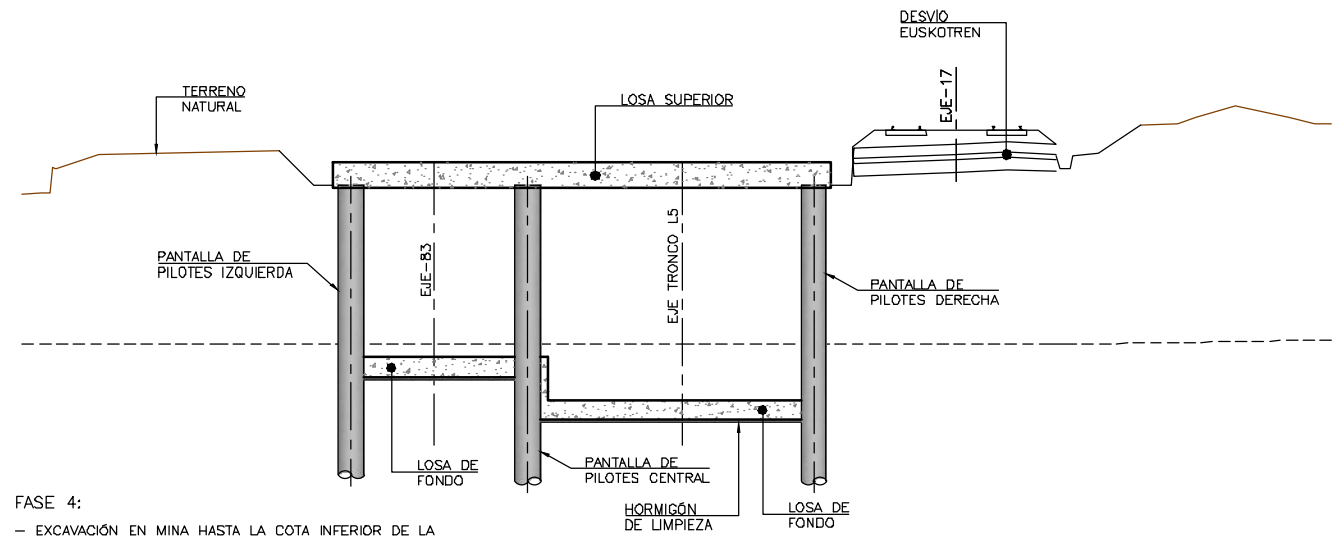 DESVÍO
EUSKOTREN
EJE-17
TERRENO
NATURAL
LOSA SUPERIOR
PANTALLA DE
PILOTES IZQUIERDA
EJE-83
EJE TRONCO L5
PANTALLA DE
PILOTES DERECHA
LOSA DE
FONDO
PANTALLA DE
PILOTES CENTRAL
HORMIGÓN
DE LIMPIEZA
LOSA DE
FONDO
FASE 4:
– EXCAVACIÓN EN MINA HASTA LA COTA INFERIOR DE LA